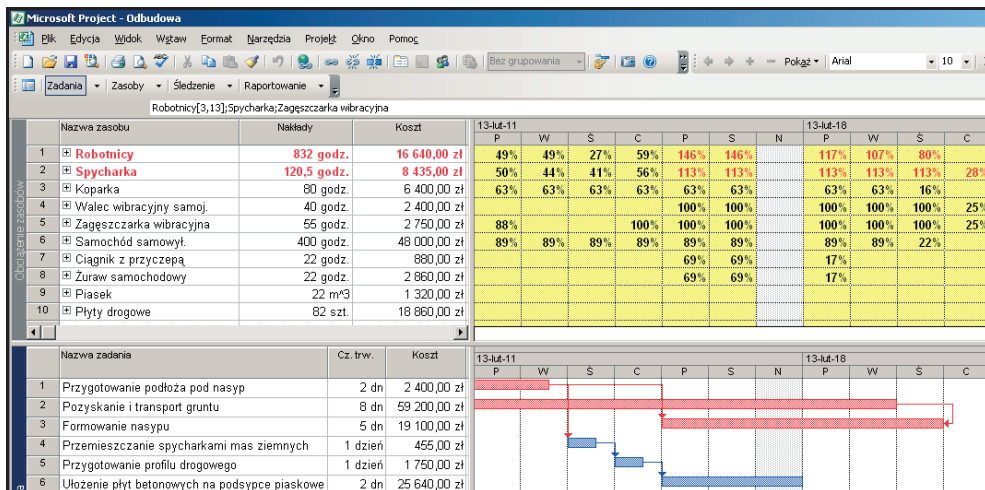 Microsoft Project - Odbudowa
Plik Edycja Widok Wstaw Format Narzędzia Projekt Okno Pomoc
Bez grupowania Pokaż Arial 10
Zadania Zasoby Śledzenie Raportowanie
Robotnicy[3,13];Spycharka;Zagęszczarka wibracyjna
Nazwa zasobu Nakłady Koszt 13-lut-11 13-lut-18
P W Ś C P S N P W Ś C
1 Robotnicy 832 godz. 16 640,00 zł 49% 49% 27% 59% 146% 146% 117% 107% 80%
2 Spycharka 120,5 godz. 8 435,00 zł 50% 44% 41% 56% 113% 113% 113% 113% 113% 28%
3 Koparka 80 godz. 6 400,00 zł 63% 63% 63% 63% 63% 63% 63% 63% 16%
4 Walec wibracyjny samoj. 40 godz. 2 400,00 zł 100% 100% 100% 100% 100% 25%
5 Zagęszczarka wibracyjna 55 godz. 2 750,00 zł 88% 100% 100% 100% 100% 100% 100% 25%
6 Samochód samowył. 400 godz. 48 000,00 zł 89% 89% 89% 89% 89% 89% 89% 89% 22%
7 Ciągnik z przyczepą 22 godz. 880,00 zł 69% 69% 17%
8 Żuraw samochodowy 22 godz. 2 860,00 zł 69% 69% 17%
9 Piasek 22 m^3 1 320,00 zł
10 Płyty drogowe 82 szt. 18 860,00 zł
Obciążenie zasobów
Nazwa zadania Cz. trw. Koszt 13-lut-11 13-lut-18
P W Ś C P S N P W Ś C
1 Przygotowanie podłoża pod nasyp 2 dn 2 400,00 zł
2 Pozyskanie i transport gruntu 8 dn 59 200,00 zł
3 Formowanie nasypu 5 dn 19 100,00 zł
4 Przemieszczanie spycharkami mas ziemnych 1 dzień 455,00 zł
5 Przygotowanie profilu drogowego 1 dzień 1 750,00 zł
6 Ułożenie płyt betonowych na podsypce piaskowe 2 dn 25 640,00 zł